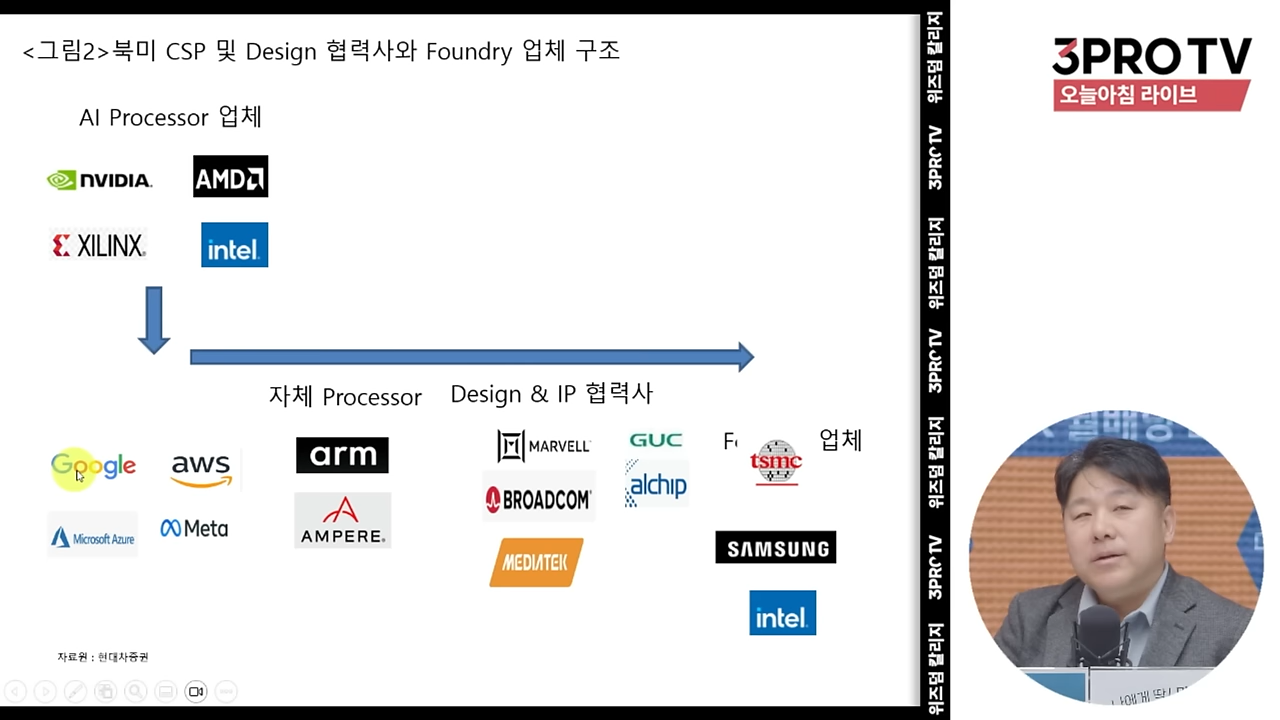 <그림2>북미 CSP 및 Design 협력사와 Foundry 업체 구조
AI Processor 업체
NVIDIA.
AMD
XILINX
intel.
자체 Processor
Design & IP 협력사
Google
aws
Microsoft Azure
Meta
arm
AMPERE
MARVELL
GUC
BROADCOM
alchip
MEDIATEK
업체
tsmc
SAMSUNG
intel.
자료원 : 현대차증권
3PRO TV
오늘아침 라이브
위즈덤 칼리지
3PRO TV
위즈덤 칼리지
3PRO TV
위즈덤 칼리지
3PRO TV
위즈덤 칼리지